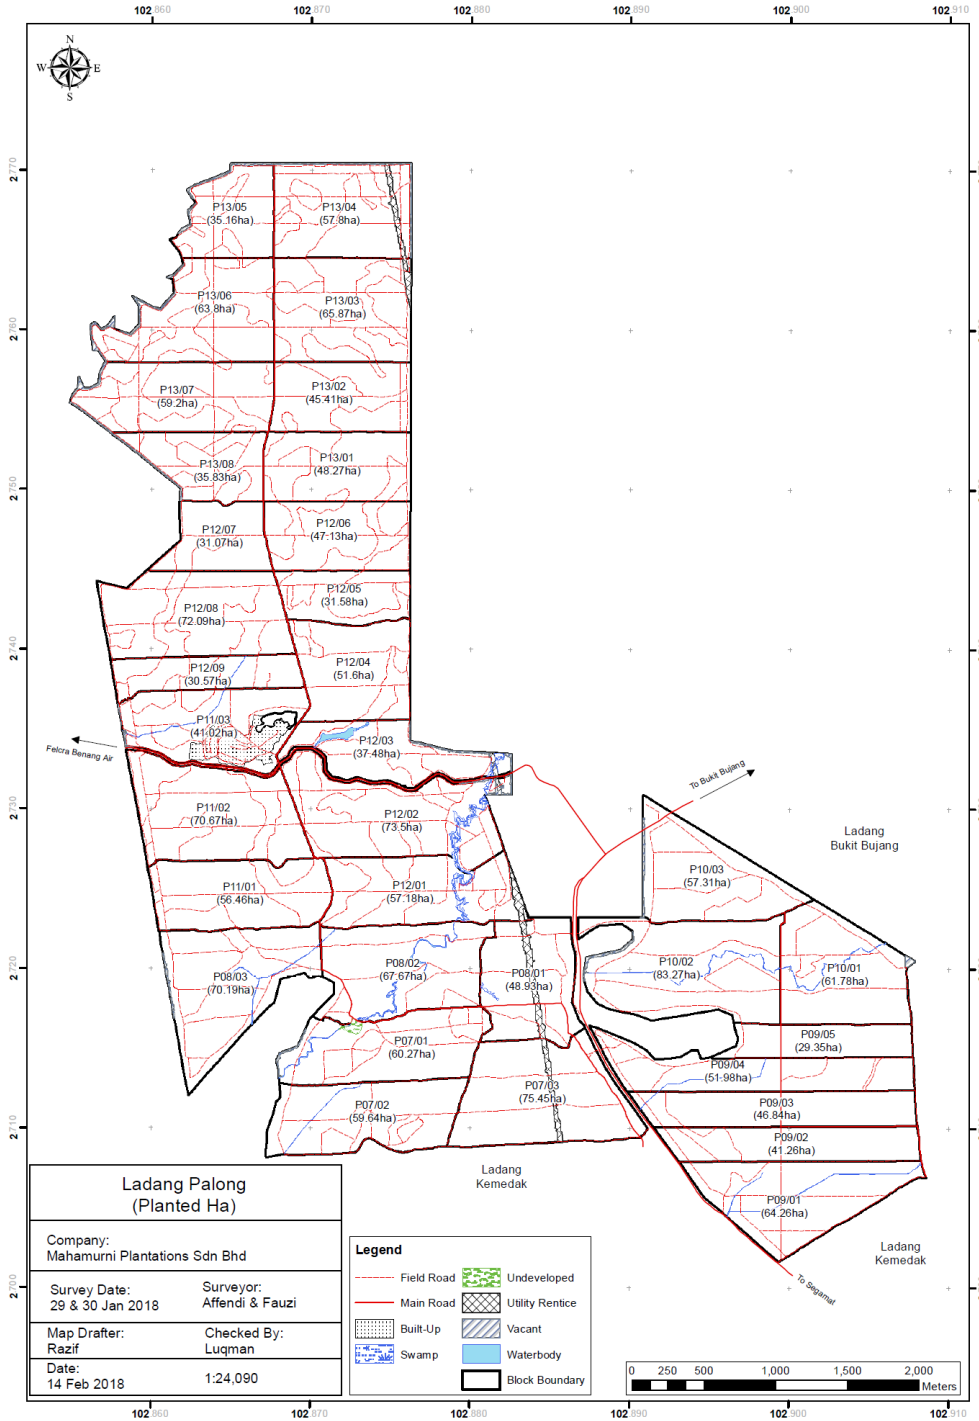 102.860 102.870 102.880 102.890 102.900 102.910
N
W E
S
2.770
P13/05
(35.16ha)
P13/04
(57.8ha)
P13/06
(63.8ha)
P13/03
(65.87ha)
2.760
P13/07
(59.2ha)
P13/02
(45.41ha)
P13/08
(35.83ha)
P13/01
(48.27ha)
2.750
P12/07
(31.07ha)
P12/06
(47.13ha)
P12/08
(72.09ha)
P12/05
(31.58ha)
2.740
P12/09
(30.57ha)
P12/04
(51.6ha)
P11/03
(41.02ha)
P12/03
(37.48ha)
Felcra Benang Air
To Bukit Bujang
2.730
P11/02
(70.67ha)
P12/02
(73.5ha)
Ladang
Bukit Bujang
P11/01
(56.46ha)
P12/01
(57.18ha)
P10/03
(57.31ha)
2.720
P08/03
(70.19ha)
P08/02
(67.67ha)
P08/01
(48.93ha)
P10/02
(83.27ha)
P10/01
(61.78ha)
P07/01
(60.27ha)
P09/05
(29.35ha)
P09/04
(51.98ha)
P07/02
(59.64ha)
P07/03
(75.45ha)
P09/03
(46.84ha)
2.710
P09/02
(41.26ha)
Ladang
Kemedak
P09/01
(64.26ha)
Ladang
Kemedak
To Segamat
2.700
Ladang Palong
(Planted Ha)
Company:
Mahamurni Plantations Sdn Bhd
Survey Date:
29 & 30 Jan 2018
Surveyor:
Affendi & Fauzi
Map Drafter:
Razif
Checked By:
Luqman
Date:
14 Feb 2018
1:24,090
Legend
Field Road
Main Road
Built-Up
Swamp
Undeveloped
Utility Rentice
Vacant
Waterbody
Block Boundary
0 250 500 1,000 1,500 2,000
Meters
102.860 102.870 102.880 102.890 102.900 102.910